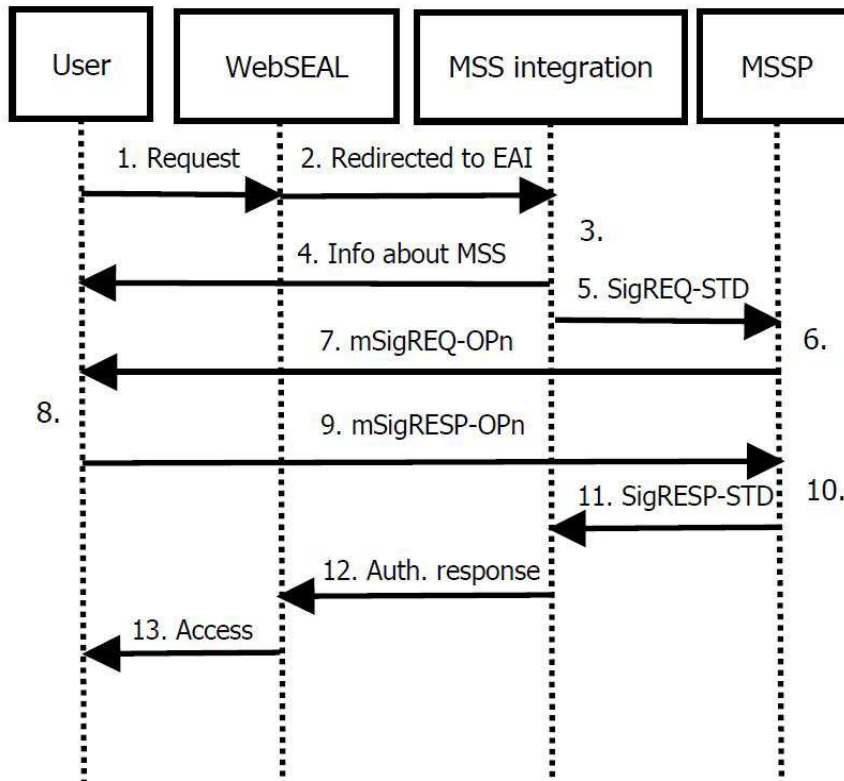 User
WebSEAL
MSS integration
MSSP
1. Request
2. Redirected to EAI
3.
4. Info about MSS
5. SigREQ-STD
6.
7. mSigREQ-OPn
8.
9. mSigRESP-OPn
10.
11. SigRESP-STD
12. Auth. response
13. Access